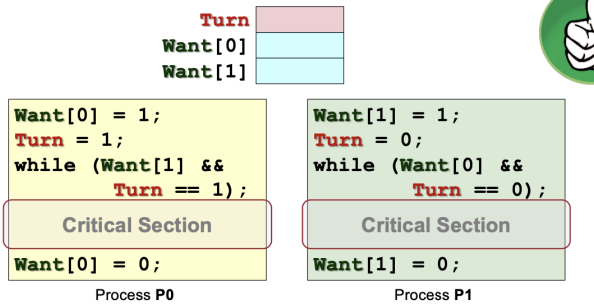 Turn
Want[0]
Want[1]
Want[0] = 1;
Turn = 1;
while (Want[1] &&
Turn == 1);
Critical Section
Want[0] = 0;
Process P0
Want[1] = 1;
Turn = 0;
while (Want[0] &&
Turn == 0);
Critical Section
Want[1] = 0;
Process P1